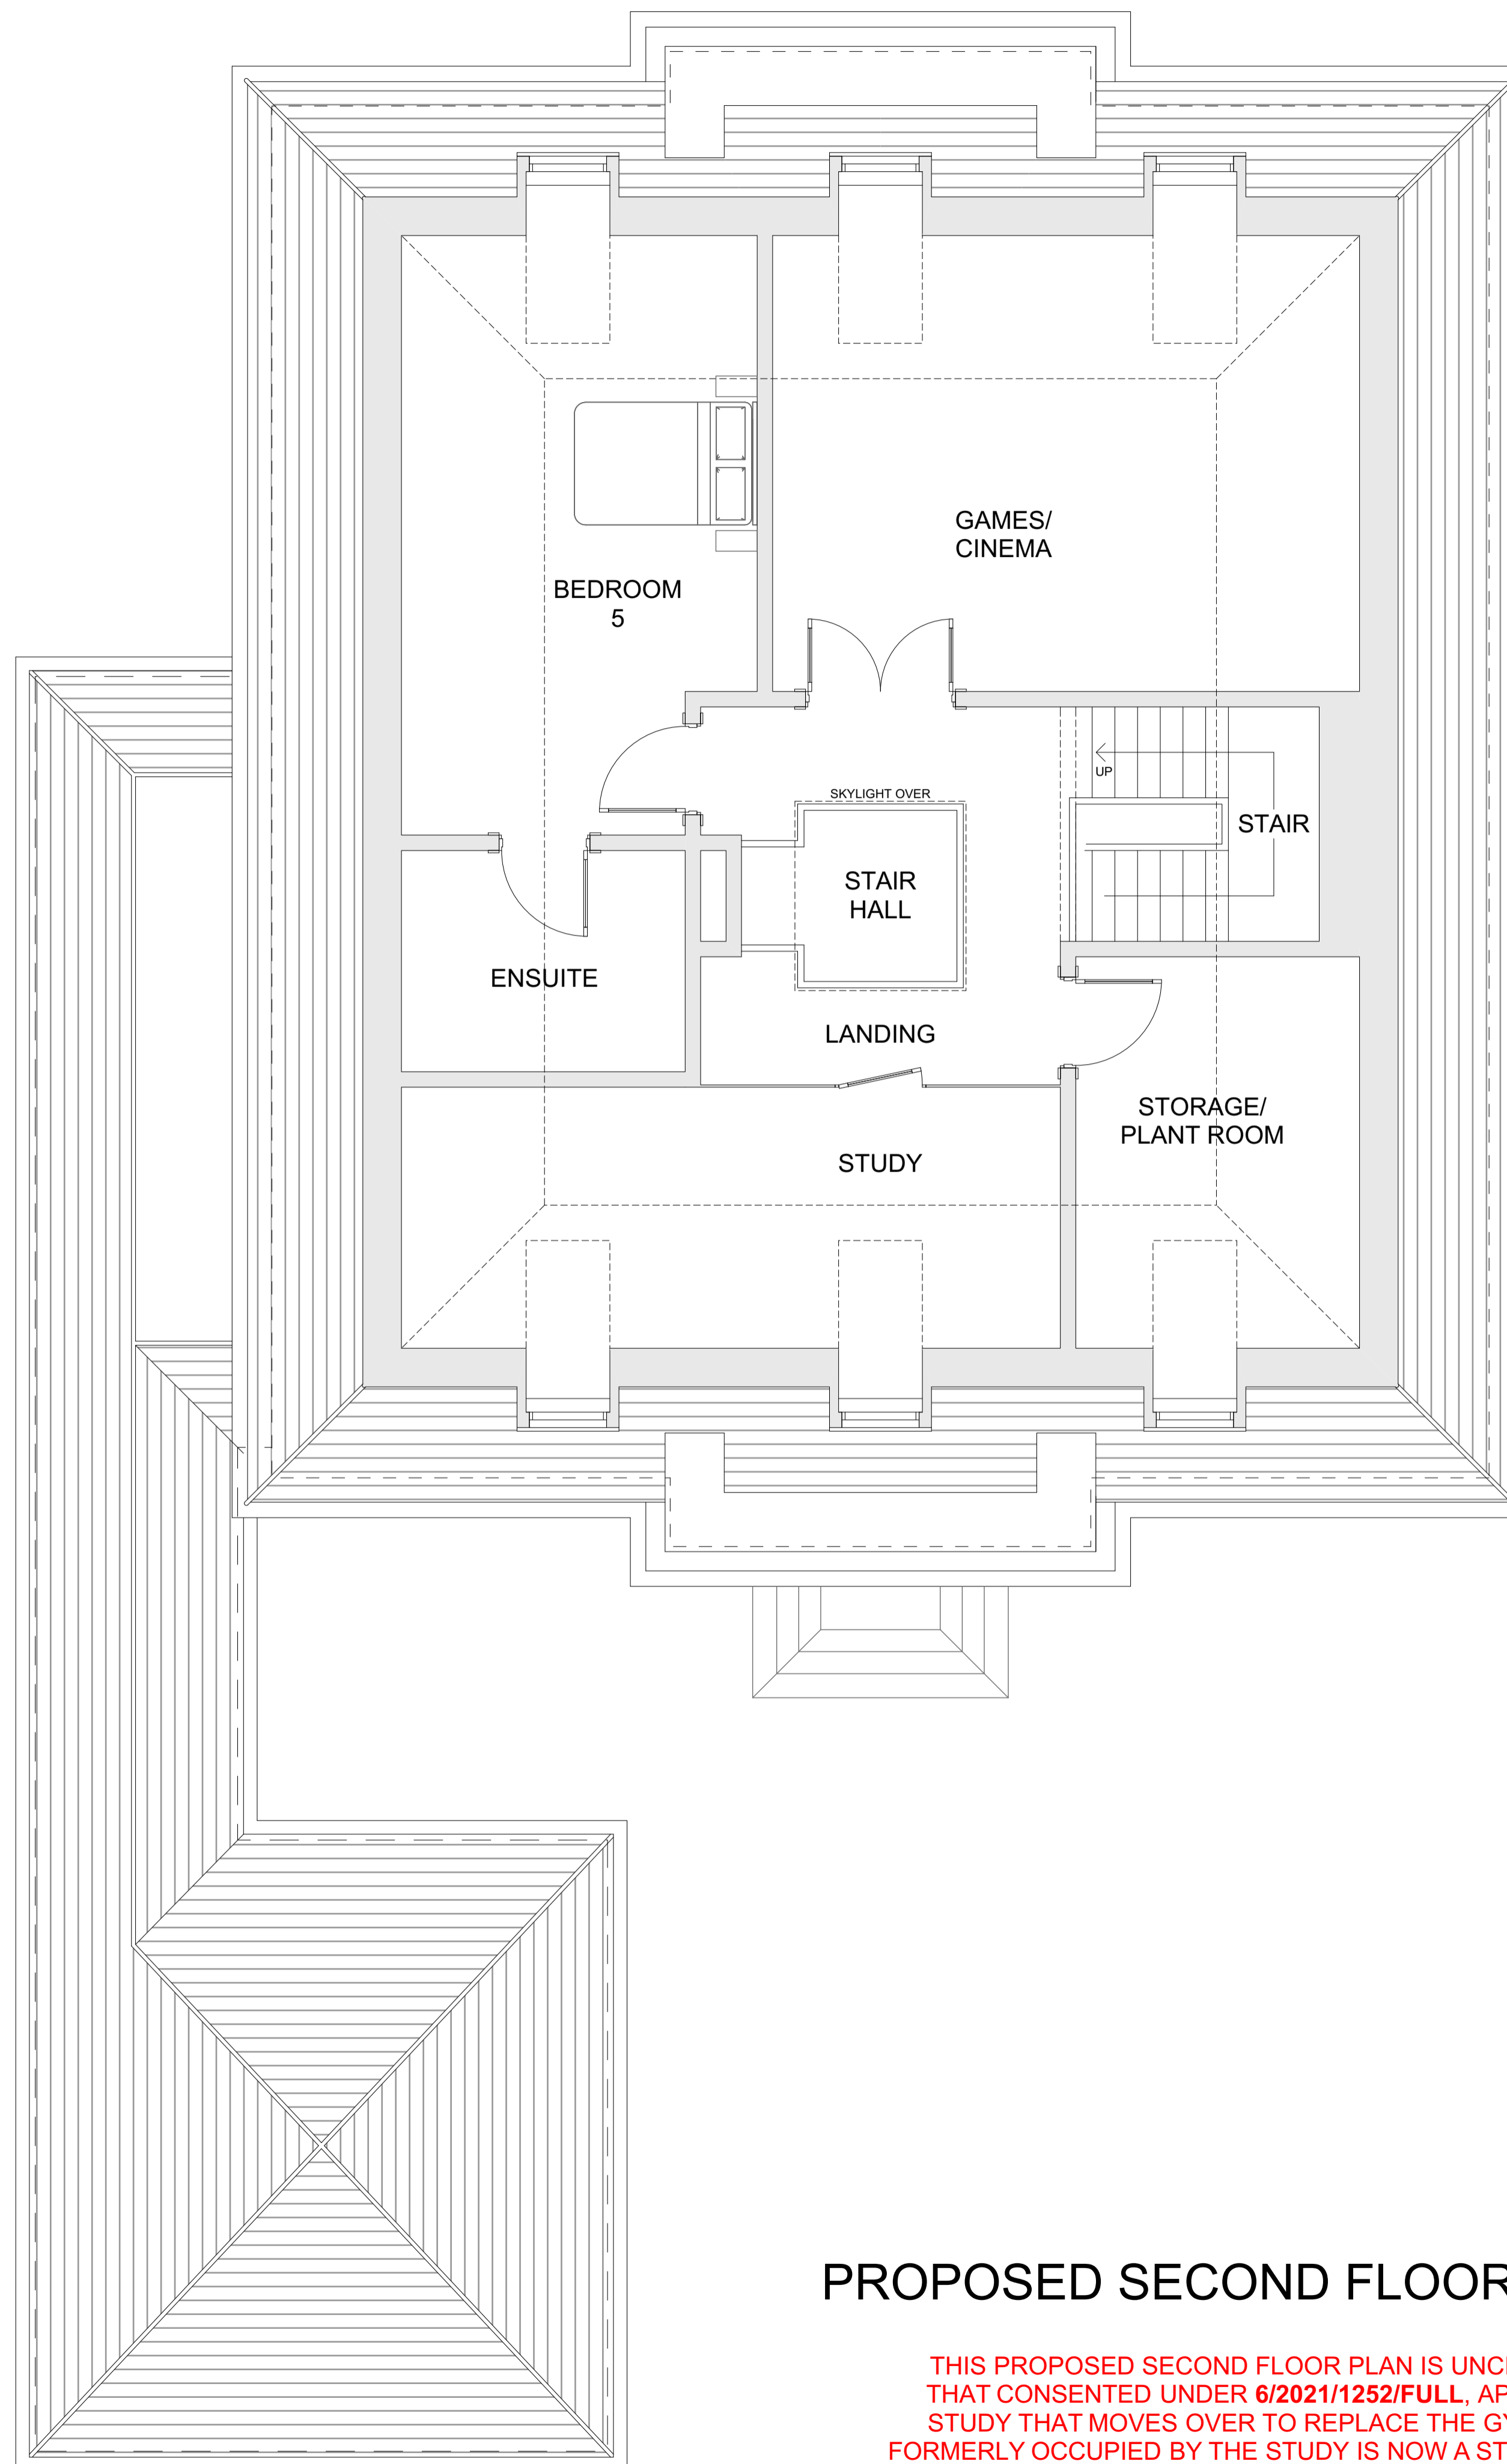 GAMES/
CINEMA
BEDROOM
5
UP
SKYLIGHT OVER
STAIR
STAIR
HALL
ENSUITE
LANDING
STORAGE/
PLANT ROOM
STUDY
PROPOSED SECOND FLOOR
THIS PROPOSED SECOND FLOOR PLAN IS
THAT CONSENTED UNDER 6/2021/1252/FULL,
STUDY THAT MOVES OVER TO REPLACE THE
FORMERLY OCCUPIED BY THE STUDY IS NOW A